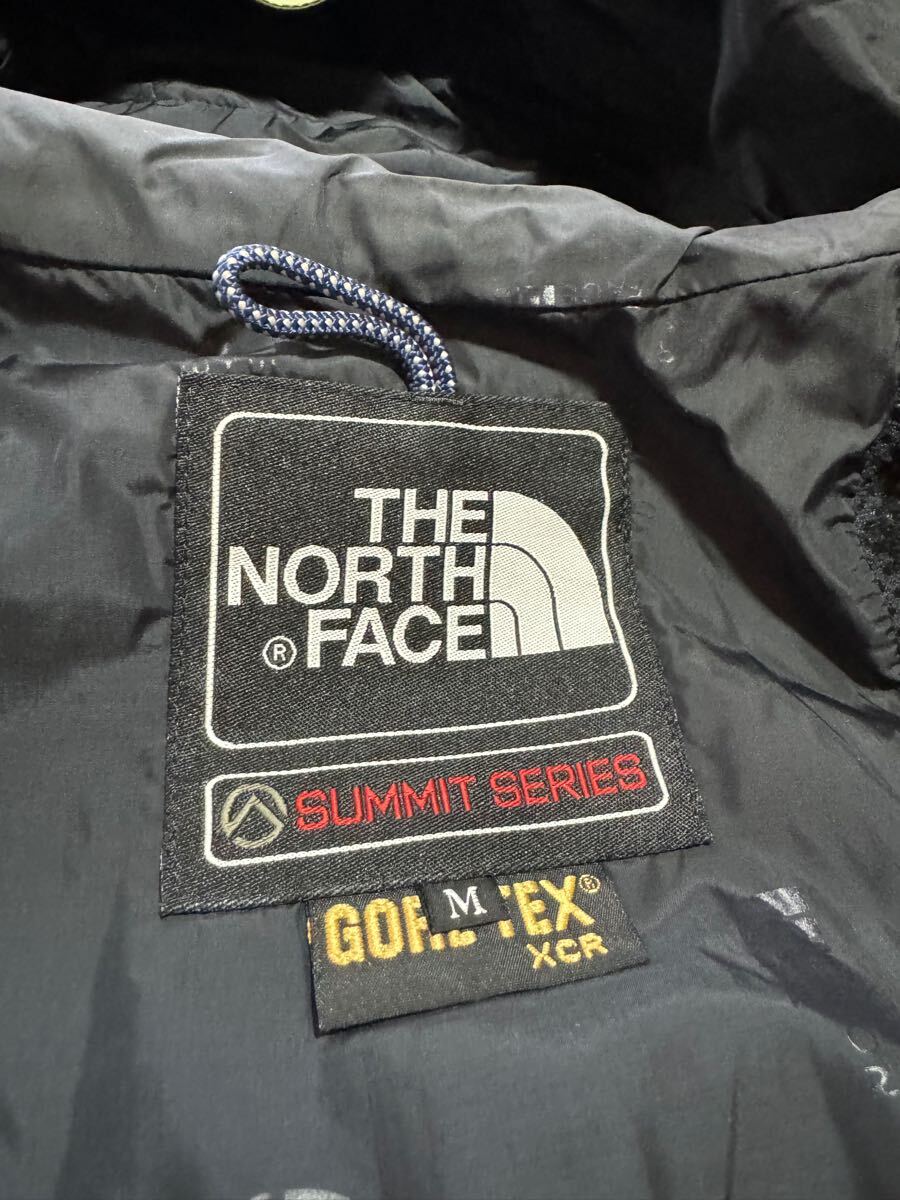 THE
NORTH
® FACE
SUMMIT SERIES
M
GORE-TEX®
XCR